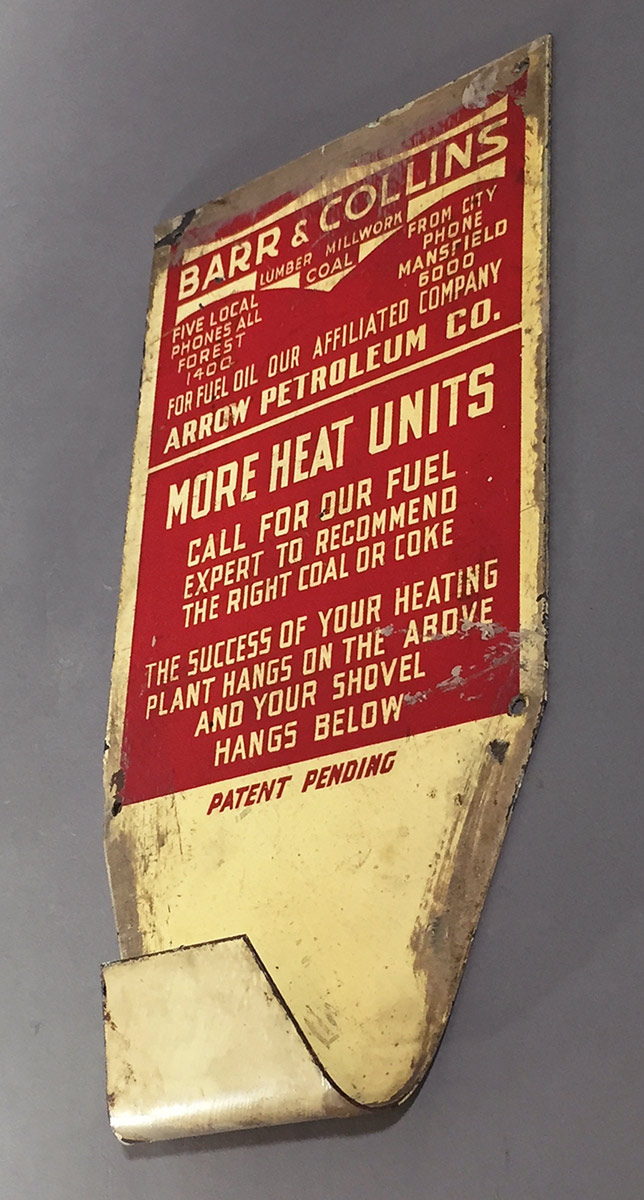 BARR & COLLINS
LUMBER MILLWORK
COAL
FIVE LOCAL
PHONES ALL
FOREST
1400
FROM CITY
PHONE
MANSFIELD
6000
FOR FUEL OIL OUR AFFILIATED COMPANY
ARROW PETROLEUM CO.
MORE HEAT UNITS
CALL FOR OUR FUEL
EXPERT TO RECOMMEND
THE RIGHT COAL OR COKE
THE SUCCESS OF YOUR HEATING
PLANT HANGS ON THE ABOVE
AND YOUR SHOVEL
HANGS BELOW
PATENT PENDING